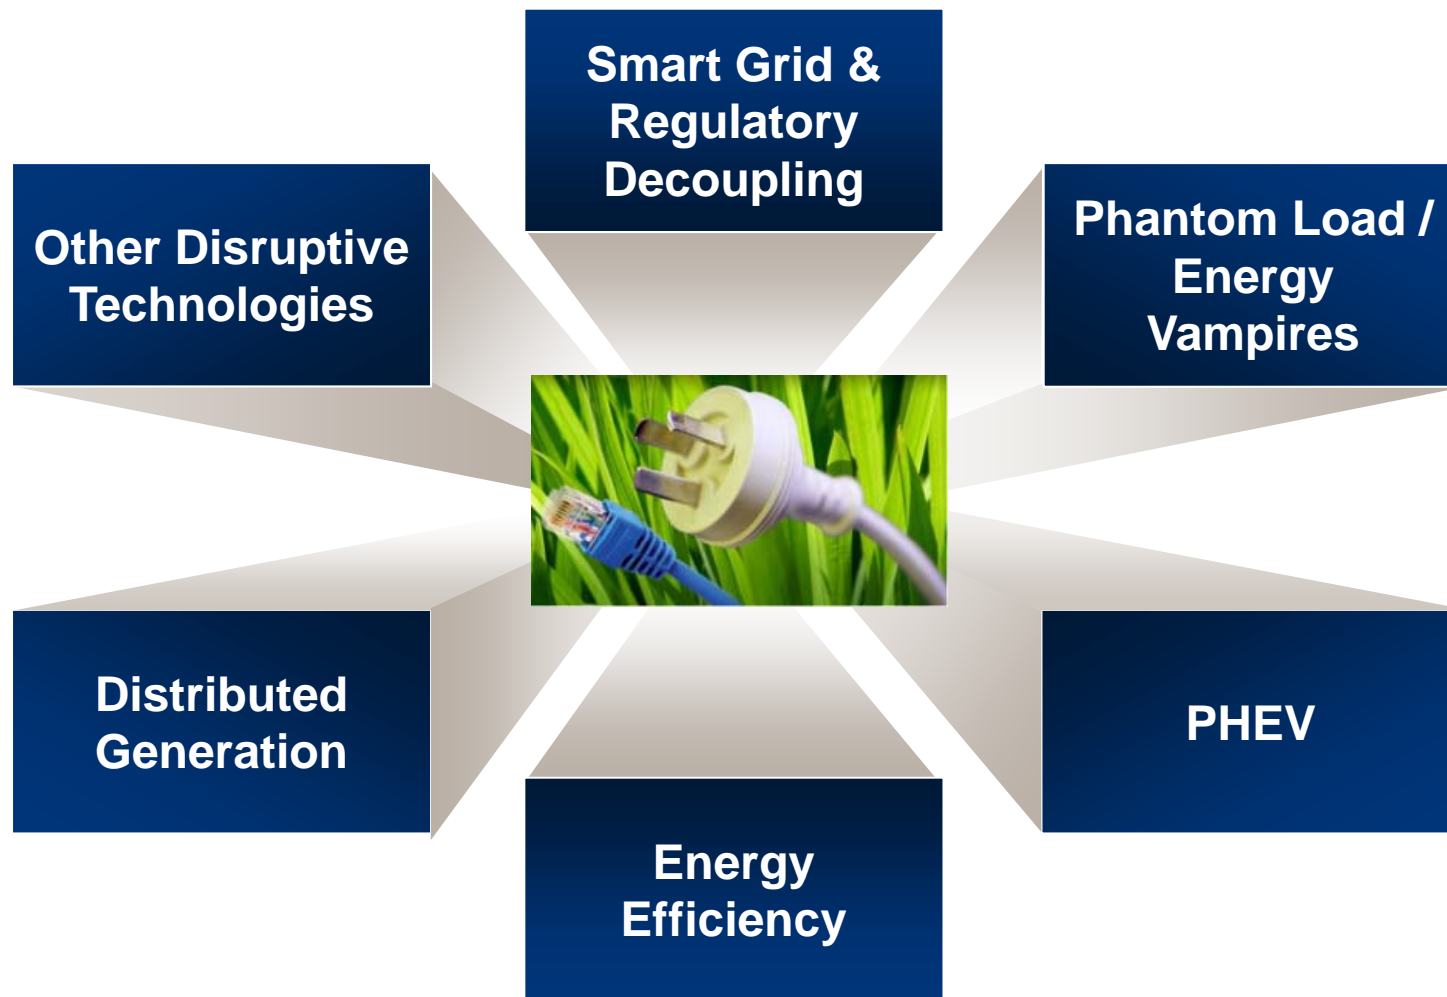 Smart Grid &
Regulatory
Decoupling
Other Disruptive
Technologies
Phantom Load /
Energy
Vampires
Distributed
Generation
PHEV
Energy
Efficiency